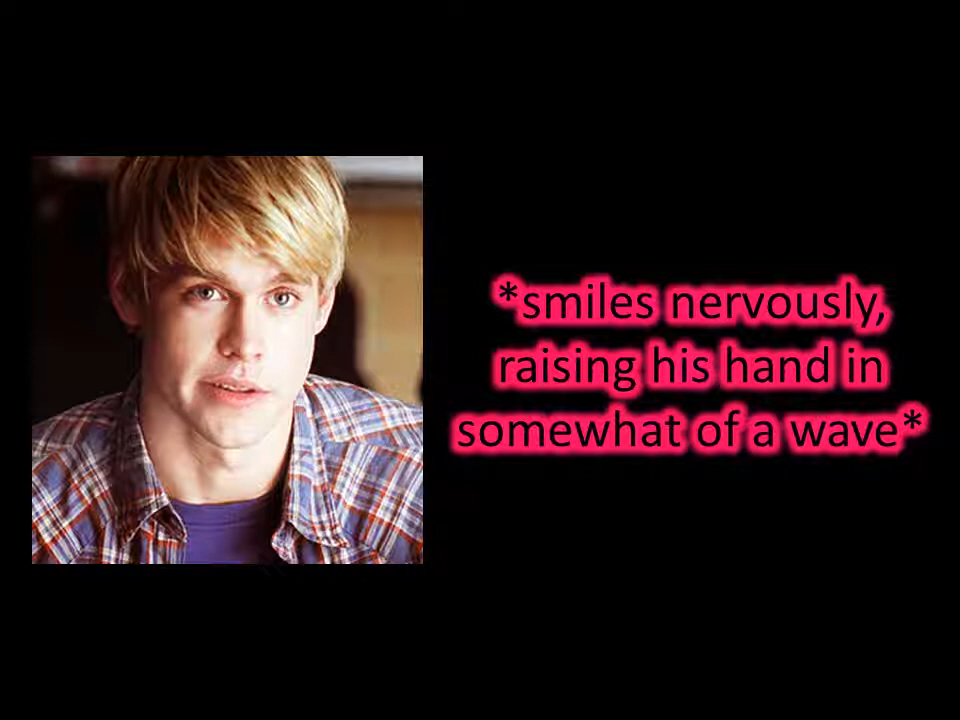 *smiles nervously,
raising his hand in
somewhat of a wave*